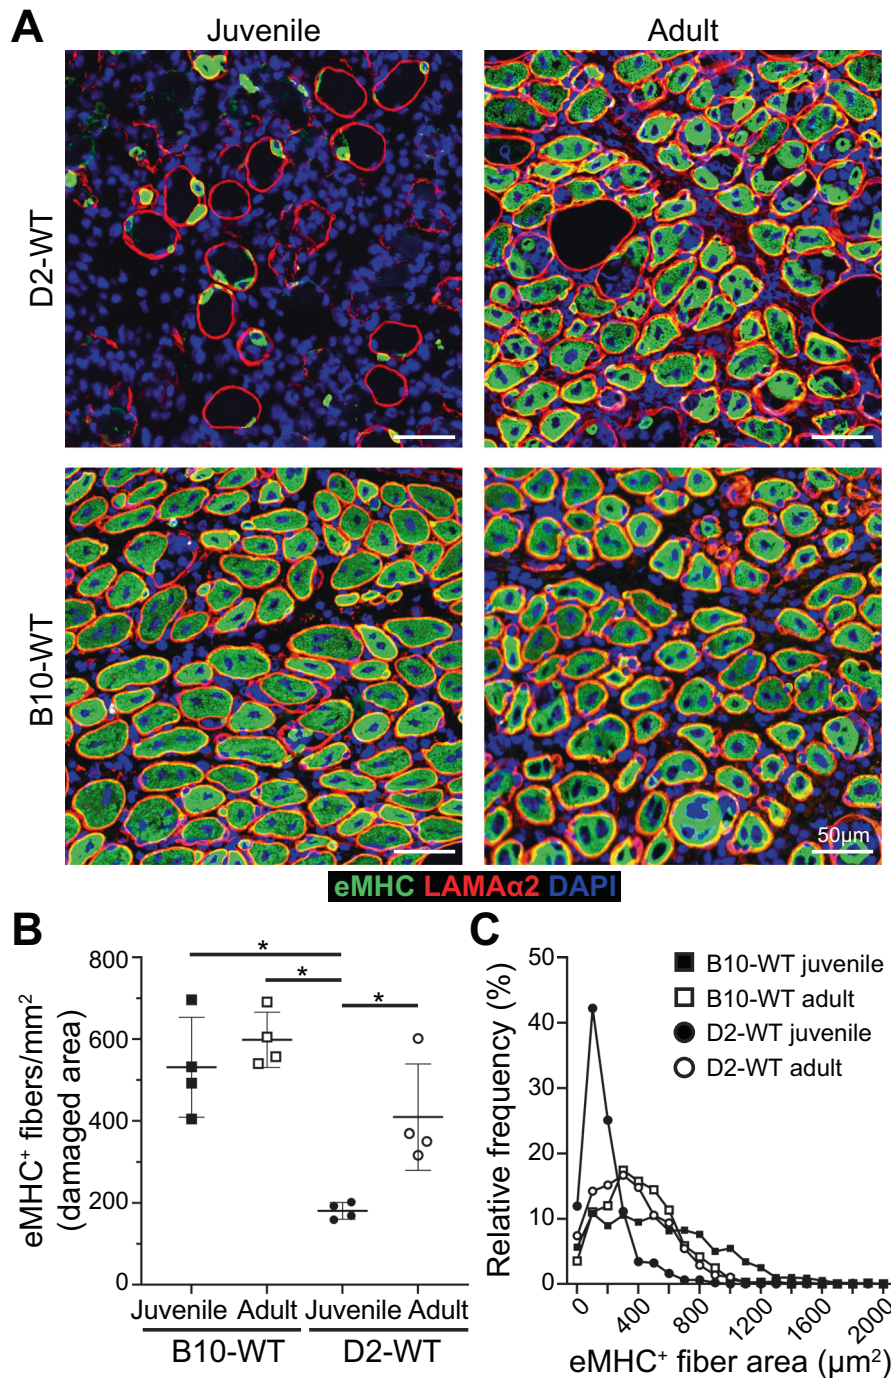 A
Juvenile
Adult
D2-WT
B10-WT
50µm
eMHC LAMAα2 DAPI
B
eMHC⁺ fibers/mm²
(damaged area)
800
600
400
200
0
*
*
*
Juvenile Adult Juvenile Adult
B10-WT D2-WT
C
Relative frequency (%)
50
40
30
20
10
0
B10-WT juvenile
B10-WT adult
D2-WT juvenile
D2-WT adult
0 400 800 1200 1600 2000
eMHC⁺ fiber area (µm²)